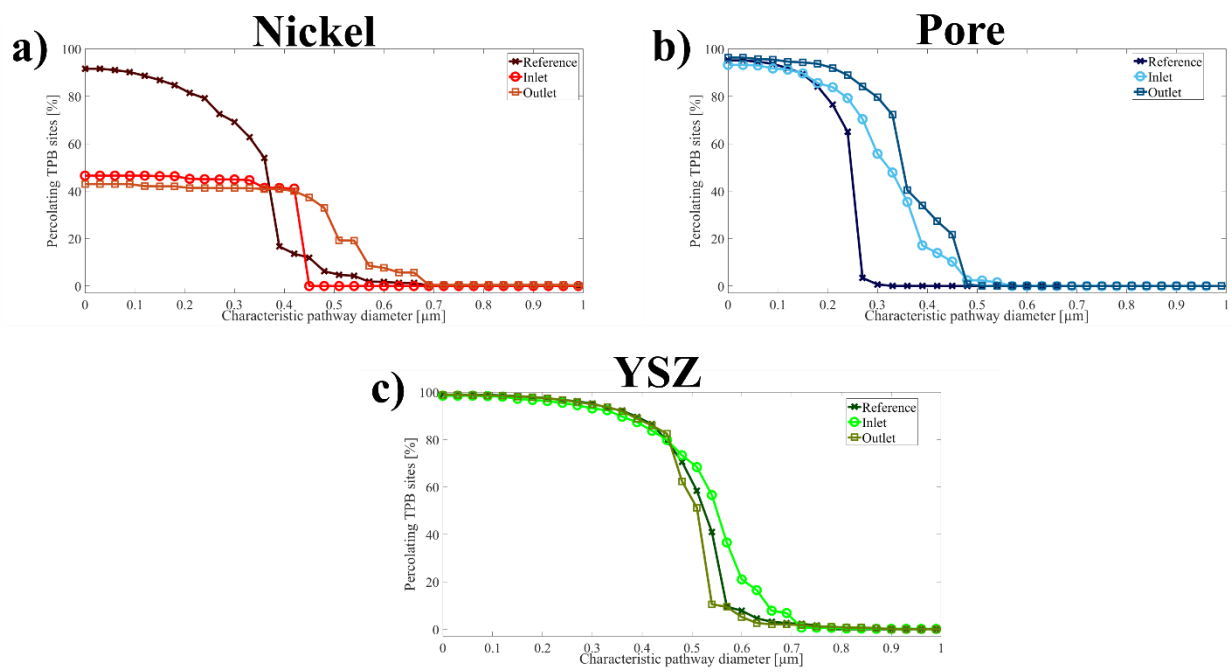 Nickel
a)
Percolating TPB sites [%]
100
80
60
40
20
0
Reference
Inlet
Outlet
0 0.1 0.2 0.3 0.4 0.5 0.6 0.7 0.8 0.9 1
Characteristic pathway diameter [µm]
Pore
b)
Percolating TPB sites [%]
100
80
60
40
20
0
Reference
Inlet
Outlet
0 0.1 0.2 0.3 0.4 0.5 0.6 0.7 0.8 0.9 1
Characteristic pathway diameter [µm]
YSZ
c)
Percolating TPB sites [%]
100
80
60
40
20
0
Reference
Inlet
Outlet
0 0.1 0.2 0.3 0.4 0.5 0.6 0.7 0.8 0.9 1
Characteristic pathway diameter [µm]